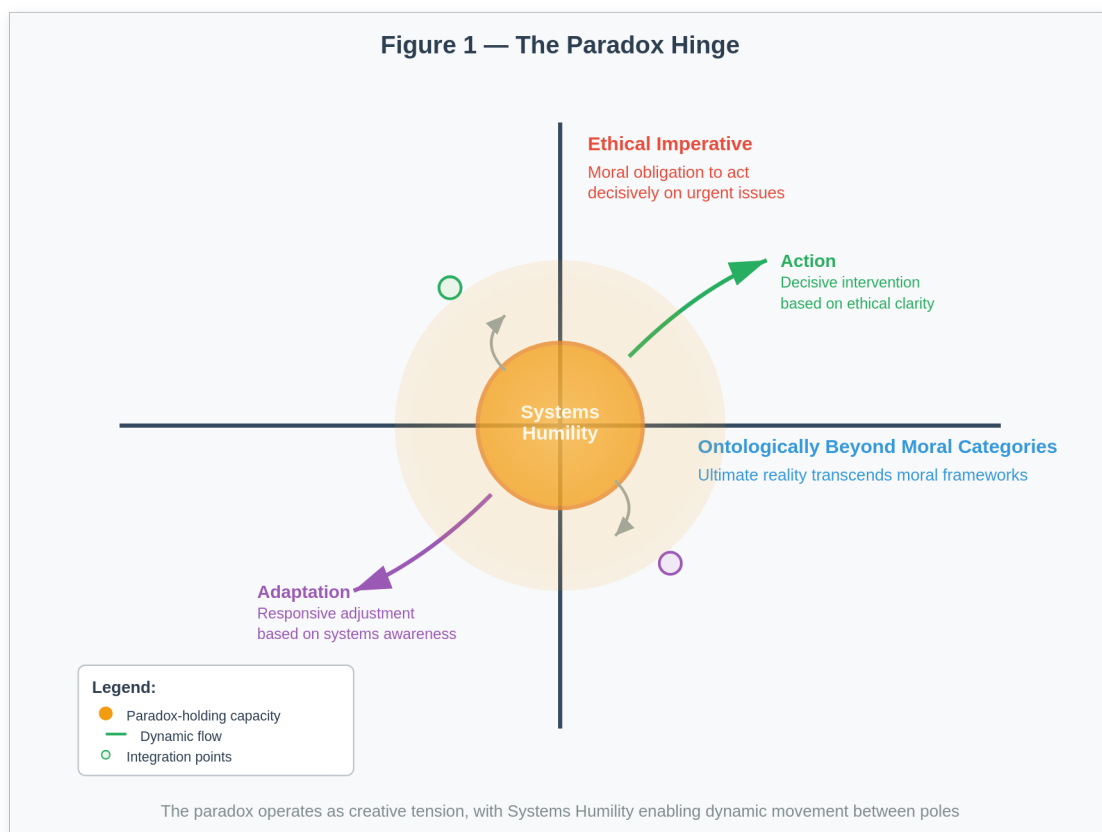 Figure 1 — The Paradox Hinge
Ethical Imperative
Moral obligation to act
decisively on urgent issues
Action
Decisive intervention
based on ethical clarity
Systems
Humility
Ontologically Beyond Moral Categories
Ultimate reality transcends moral frameworks
Adaptation
Responsive adjustment
based on systems awareness
Legend:
Paradox-holding capacity
Dynamic flow
Integration points
The paradox operates as creative tension, with Systems Humility enabling dynamic movement between poles